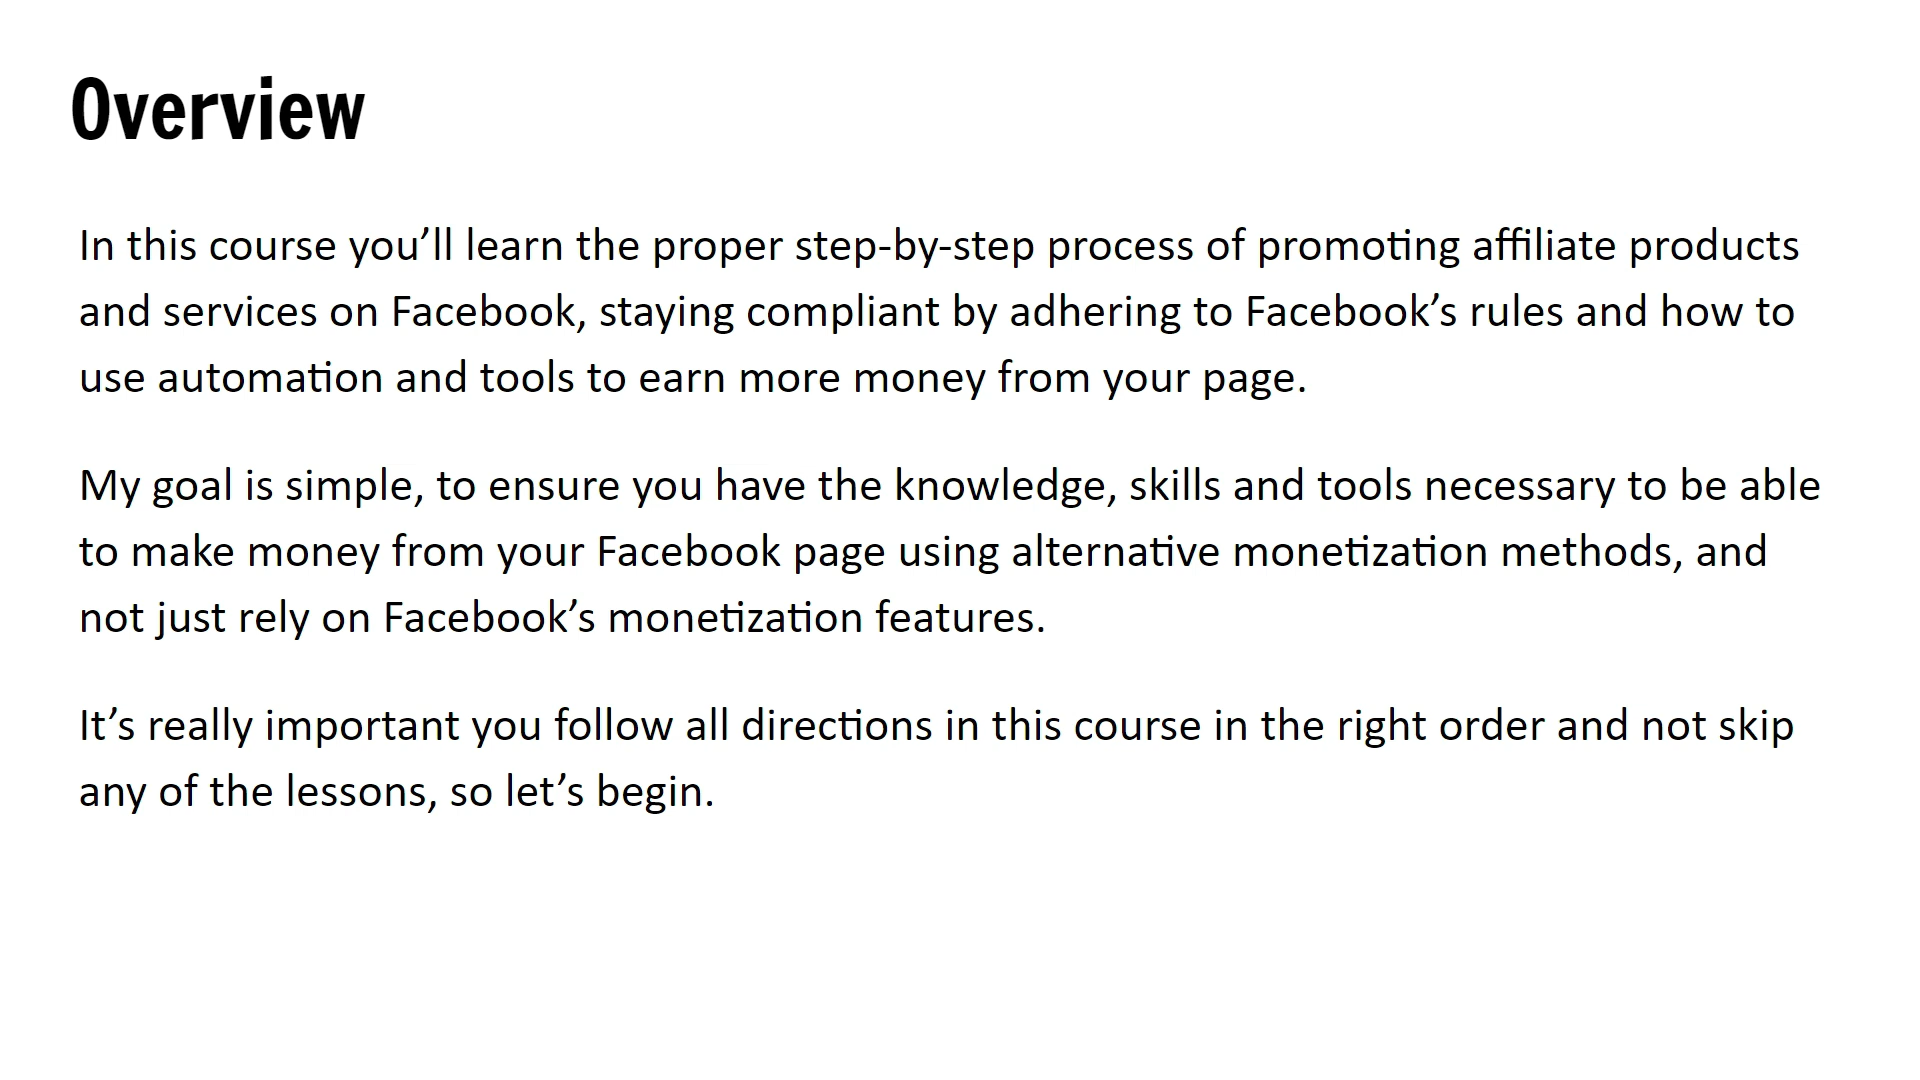 Overview
In this course you’ll learn the proper step-by-step process of promoting affiliate products
and services on Facebook, staying compliant by adhering to Facebook’s rules and how to
use automation and tools to earn more money from your page.
My goal is simple, to ensure you have the knowledge, skills and tools necessary to be able
to make money from your Facebook page using alternative monetization methods, and
not just rely on Facebook’s monetization features.
It’s really important you follow all directions in this course in the right order and not skip
any of the lessons, so let’s begin.